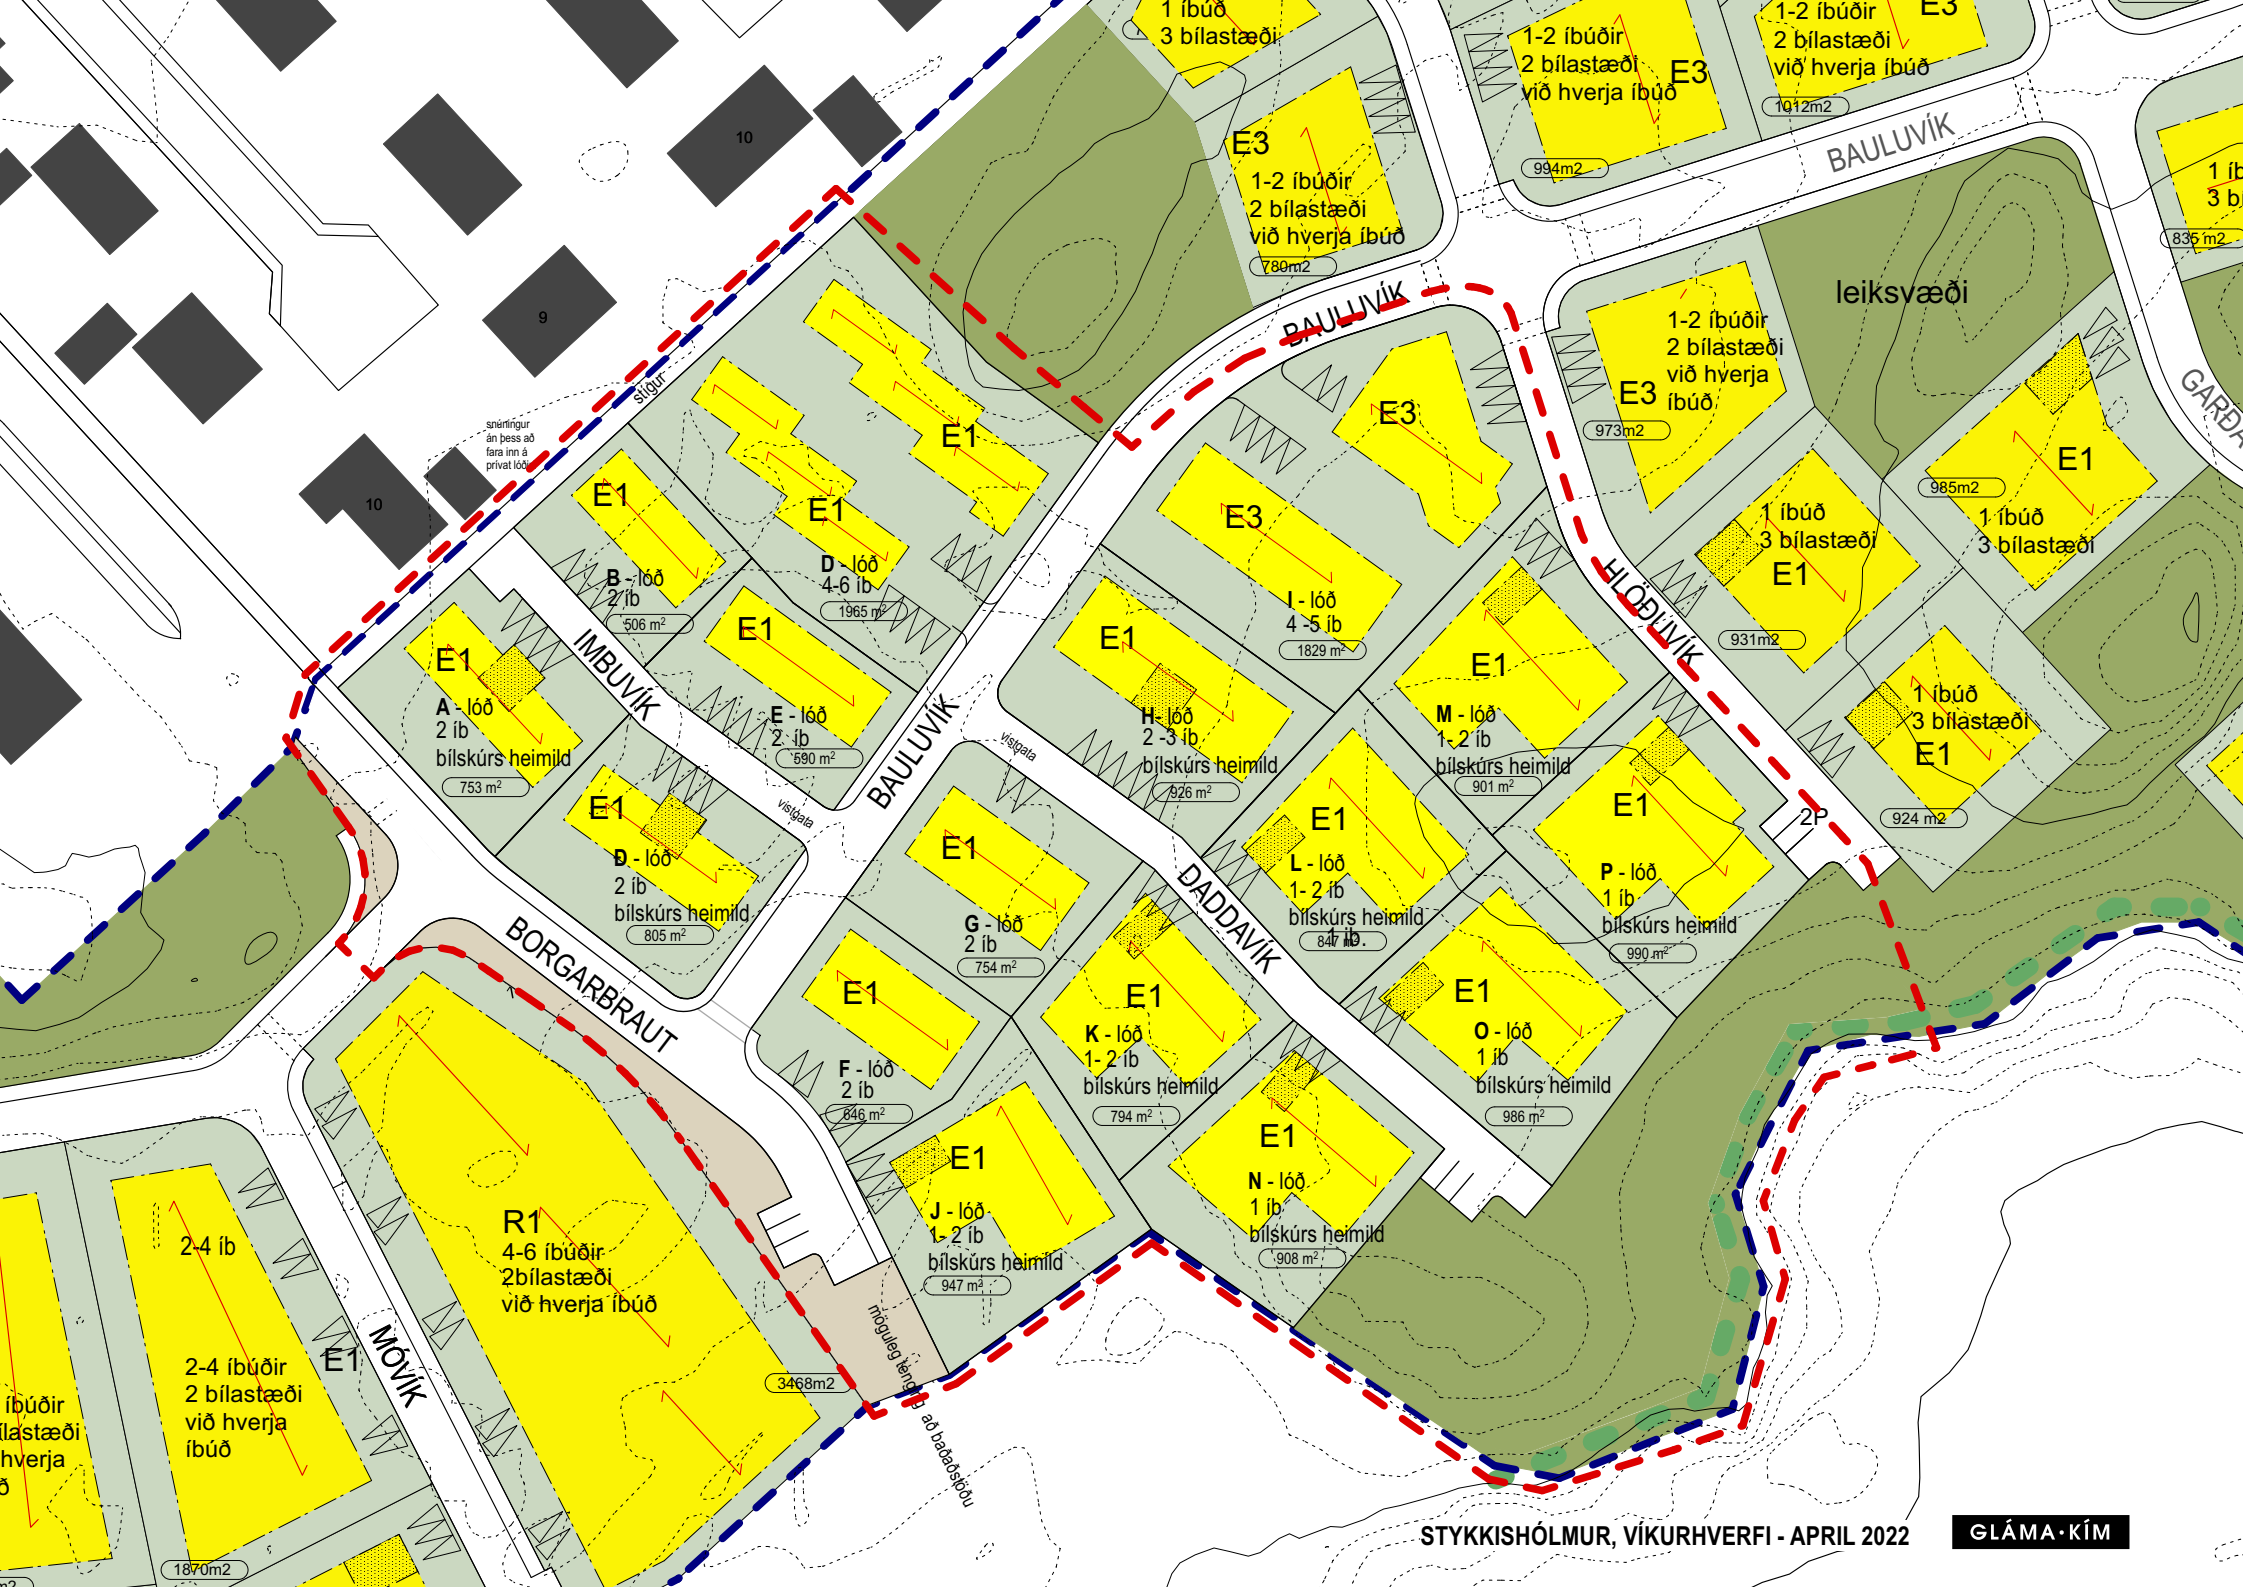 1 íbúð
3 bílastæði
1-2 íbúðir
2 bílastæði
við hverja íbúð
E3
1-2 íbúðir
2 bílastæði
við hverja íbúð
E3
1012m2
994m2
BAULUVÍK
E3
1-2 íbúðir
2 bílastæði
við hverja íbúð
780m2
835 m2
leiksvæði
10
9
10
stígur
snúningur
án þess að
fara inn á
prívat lóðir
BAULUVÍK
1-2 íbúðir
2 bílastæði
við hverja
íbúð
E3
973m2
E3
E1
985m2
1 íbúð
3 bílastæði
E1
1 íbúð
3 bílastæði
E1
931m2
1 íbúð
3 bílastæði
E1
924 m2
HLÖÐUVÍK
2P
E1
E1
D - lóð
4-6 íb
1965 m²
E1
B - lóð
2 íb
506 m²
E3
I - lóð
4 -5 íb
1829 m²
E1
A - lóð
2 íb
bílskúrs heimild
753 m²
IMBUVÍK
vistgata
E1
E - lóð
2 íb
590 m²
BAULUVÍK
E1
H - lóð
2 -3 íb
bílskúrs heimild
926 m²
vistgata
E1
M - lóð
1- 2 íb
bílskúrs heimild
901 m²
E1
Đ - lóð
2 íb
bílskúrs heimild
805 m²
E1
G - lóð
2 íb
754 m²
E1
L - lóð
1- 2 íb
bílskúrs heimild
1 íb.
847 m²
E1
P - lóð
1 íb
bílskúrs heimild
990 m²
DADDAVÍK
BORGARBRAUT
E1
F - lóð
2 íb
646 m²
E1
K - lóð
1- 2 íb
bílskúrs heimild
794 m²
E1
O - lóð
1 íb
bílskúrs heimild
986 m²
E1
J - lóð
1- 2 íb
bílskúrs heimild
947 m²
E1
N - lóð
1 íb
bílskúrs heimild
908 m²
R1
4-6 íbúðir
2bílastæði
við hverja íbúð
3468m2
möguleg tenging að baðaðstöðu
MÓVÍK
2-4 íb
E1
2-4 íbúðir
2 bílastæði
við hverja
íbúð
1870m2
íbúðir
hverja
STYKKISHÓLMUR, VÍKURHVERFI - APRIL 2022
GLÁMA•KÍM